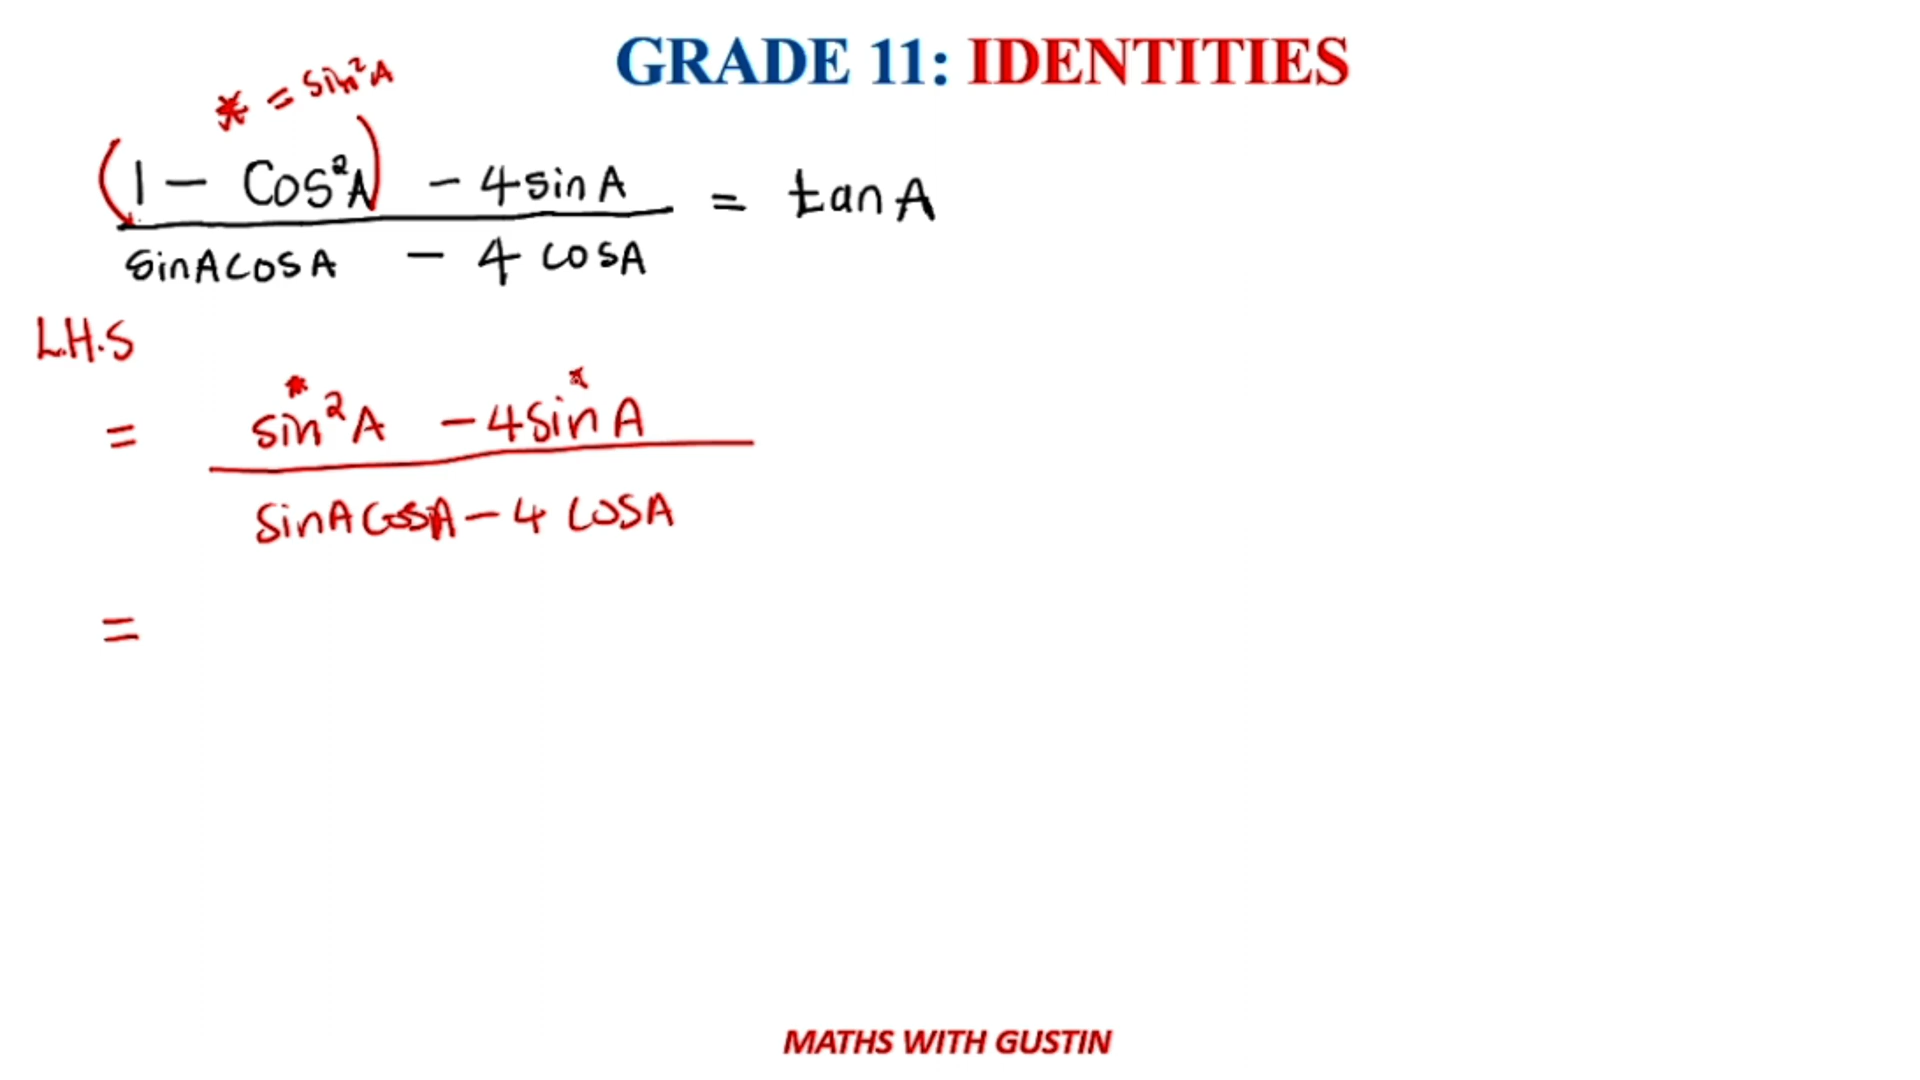 GRADE 11: IDENTITIES
* = sin²A
(1 - Cos²A) - 4sinA
sinAcosA - 4cosA
= tanA
L.H.S
* *
= sin²A - 4sinA
sinAcosA - 4cosA
=
MATHS WITH GUSTIN